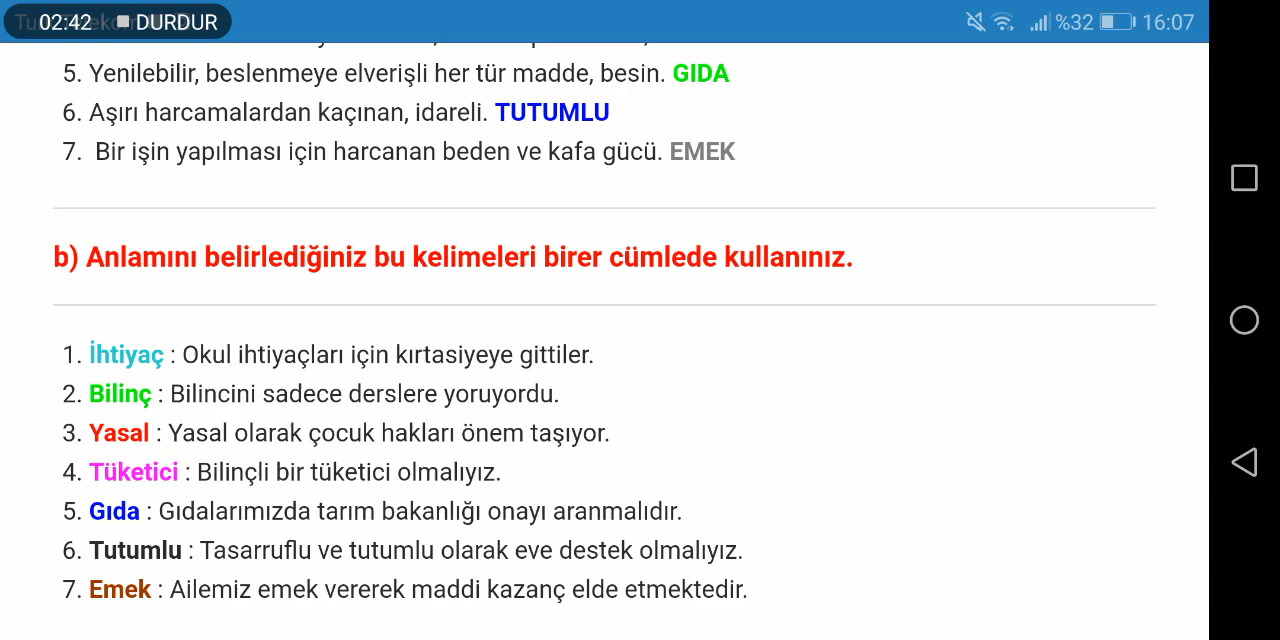 02:42 DURDUR %32 16:07
5. Yenilebilir, beslenmeye elverişli her tür madde, besin. GIDA
6. Aşırı harcamalardan kaçınan, idareli. TUTUMLU
7. Bir işin yapılması için harcanan beden ve kafa gücü. EMEK
b) Anlamını belirlediğiniz bu kelimeleri birer cümlede kullanınız.
1. İhtiyaç : Okul ihtiyaçları için kırtasiyeye gittiler.
2. Bilinç : Bilincini sadece derslere yoruyordu.
3. Yasal : Yasal olarak çocuk hakları önem taşıyor.
4. Tüketici : Bilinçli bir tüketici olmalıyız.
5. Gıda : Gıdalarımızda tarım bakanlığı onayı aranmalıdır.
6. Tutumlu : Tasarruflu ve tutumlu olarak eve destek olmalıyız.
7. Emek : Ailemiz emek vererek maddi kazanç elde etmektedir.